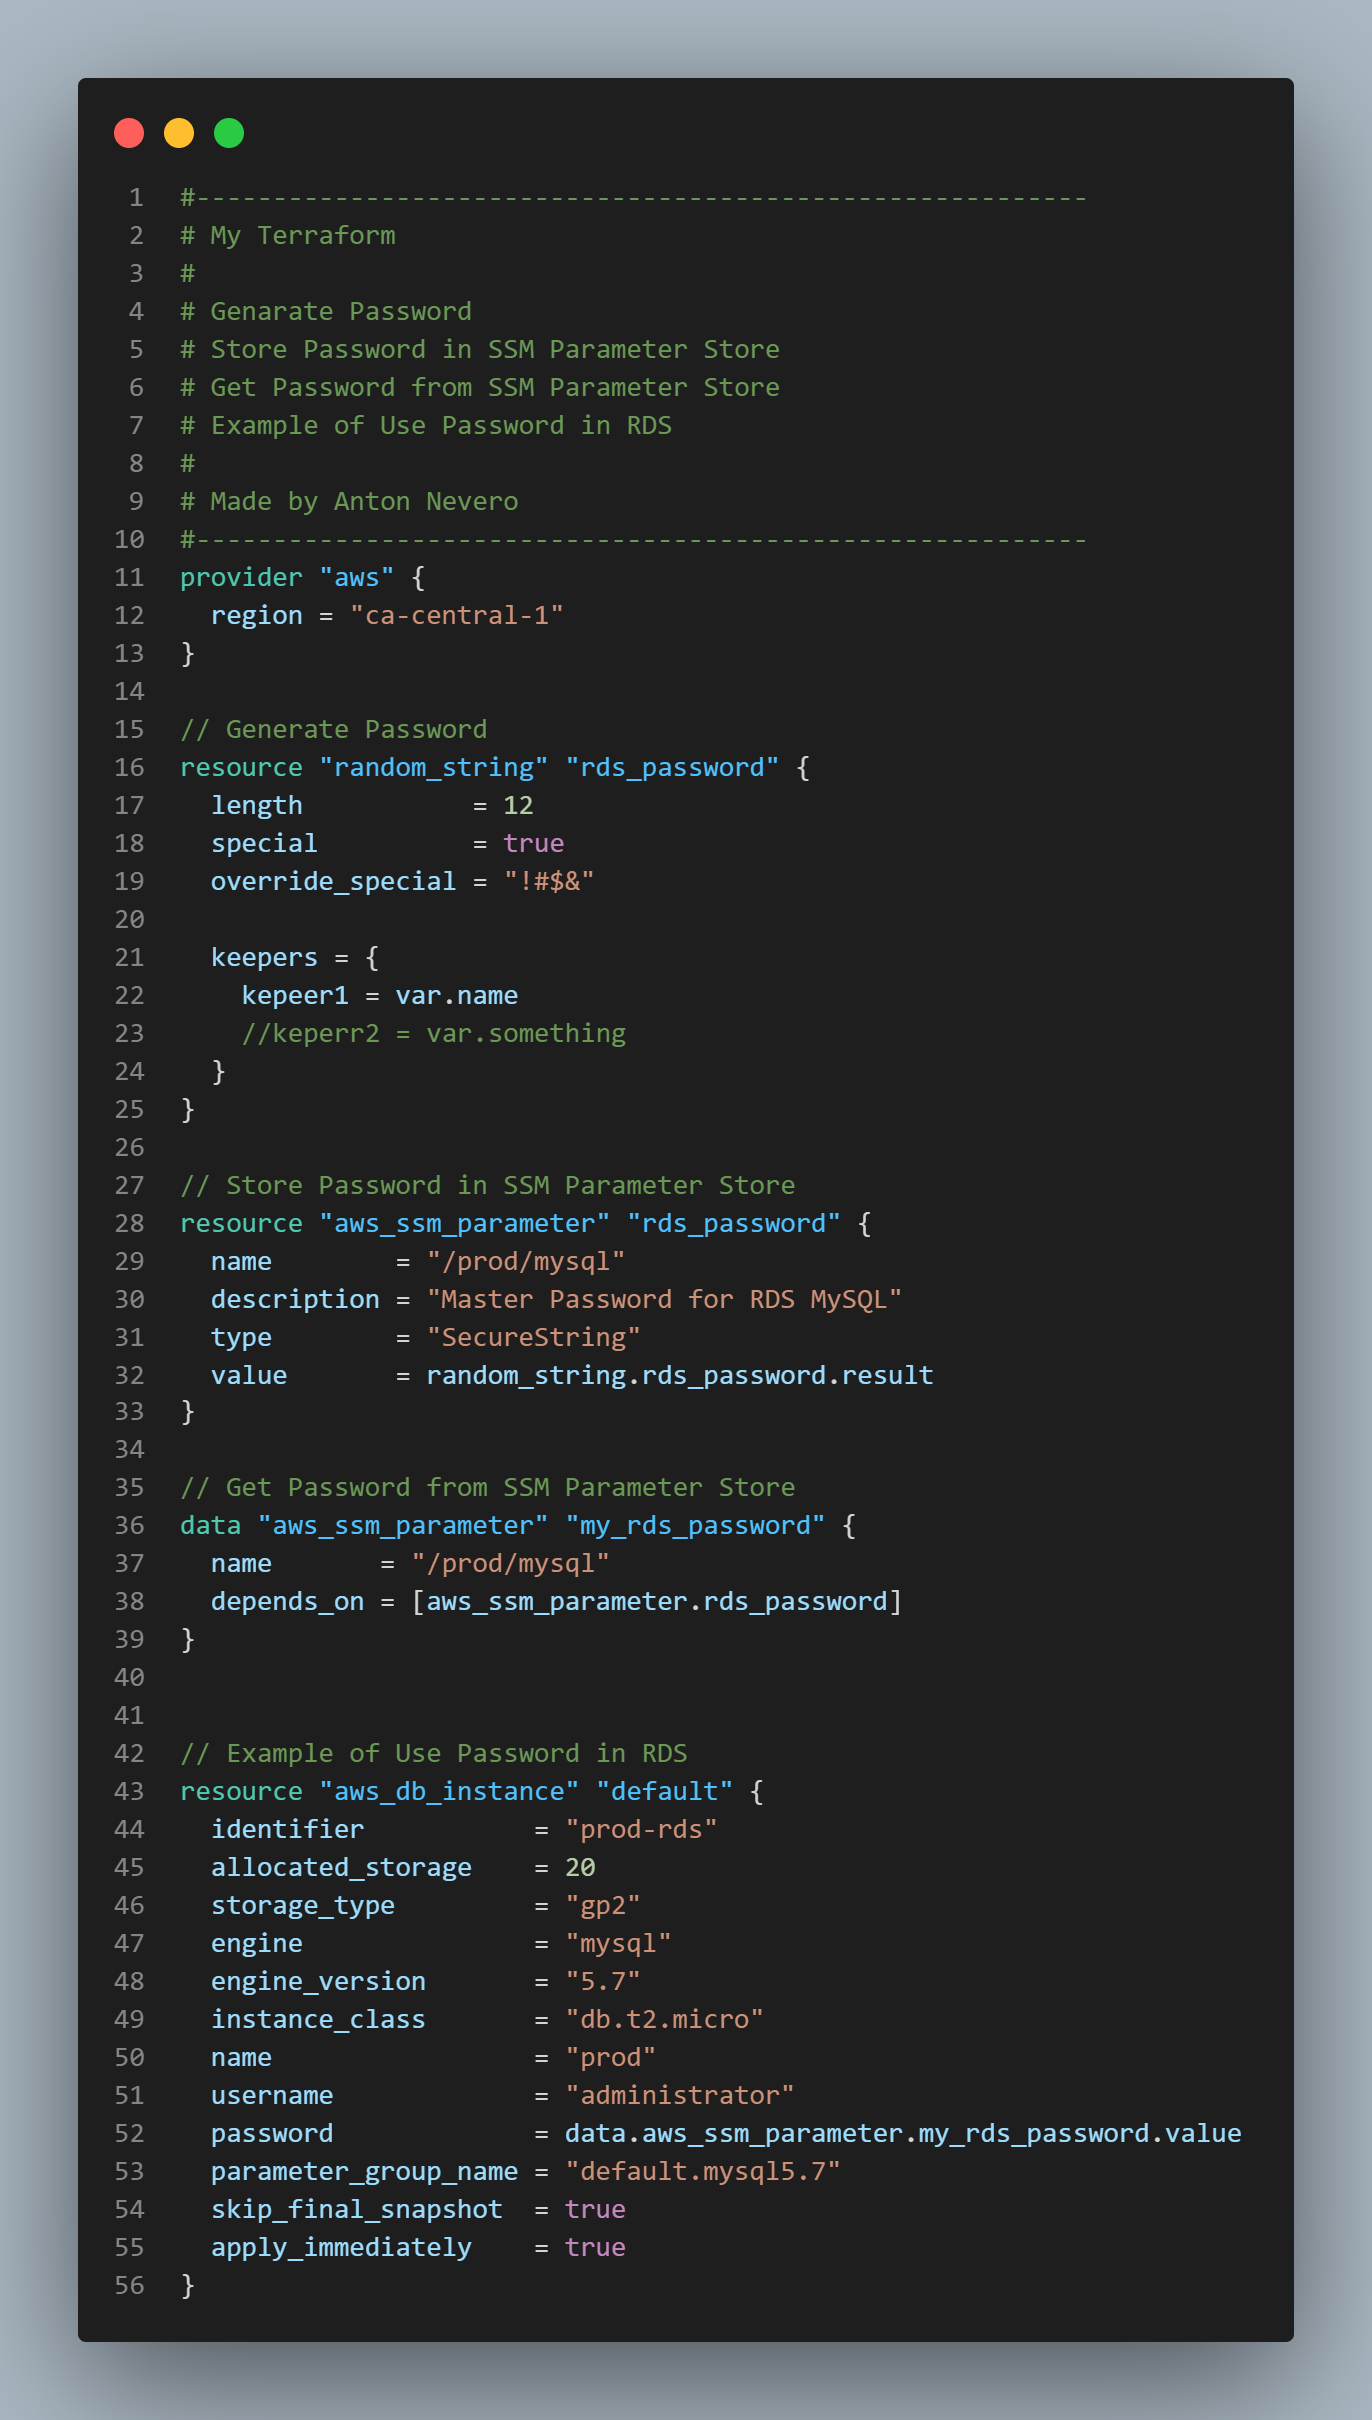 1 #----------------------------------------------------------
2 # My Terraform
3 #
4 # Genarate Password
5 # Store Password in SSM Parameter Store
6 # Get Password from SSM Parameter Store
7 # Example of Use Password in RDS
8 #
9 # Made by Anton Nevero
10 #----------------------------------------------------------
11 provider "aws" {
12   region = "ca-central-1"
13 }
14
15 // Generate Password
16 resource "random_string" "rds_password" {
17   length           = 12
18   special          = true
19   override_special = "!#$&"
20
21   keepers = {
22     kepeer1 = var.name
23     //keperr2 = var.something
24   }
25 }
26
27 // Store Password in SSM Parameter Store
28 resource "aws_ssm_parameter" "rds_password" {
29   name        = "/prod/mysql"
30   description = "Master Password for RDS MySQL"
31   type        = "SecureString"
32   value       = random_string.rds_password.result
33 }
34
35 // Get Password from SSM Parameter Store
36 data "aws_ssm_parameter" "my_rds_password" {
37   name       = "/prod/mysql"
38   depends_on = [aws_ssm_parameter.rds_password]
39 }
40
41
42 // Example of Use Password in RDS
43 resource "aws_db_instance" "default" {
44   identifier           = "prod-rds"
45   allocated_storage    = 20
46   storage_type         = "gp2"
47   engine               = "mysql"
48   engine_version       = "5.7"
49   instance_class       = "db.t2.micro"
50   name                 = "prod"
51   username             = "administrator"
52   password             = data.aws_ssm_parameter.my_rds_password.value
53   parameter_group_name = "default.mysql5.7"
54   skip_final_snapshot  = true
55   apply_immediately    = true
56 }